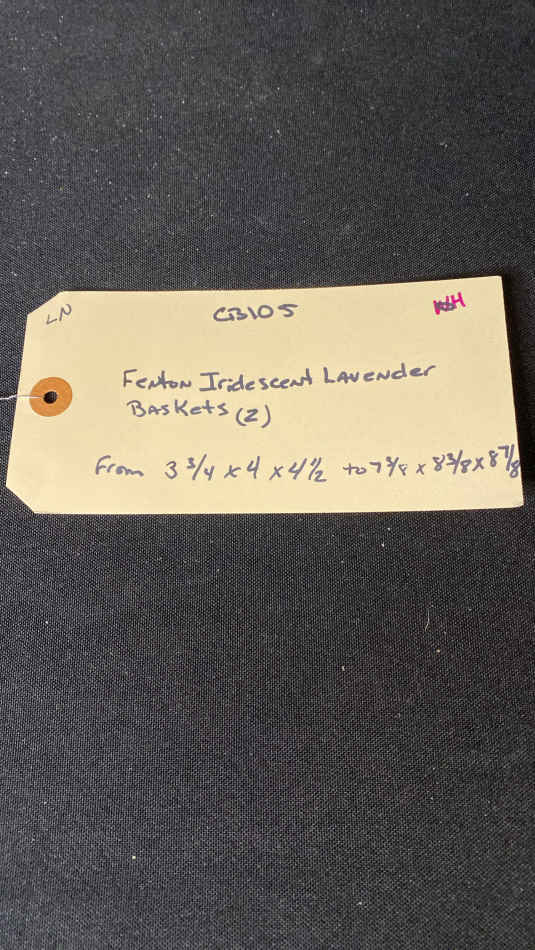 LN CB105 WH
Fenton Iridescent Lavender
Baskets (2)
From 3 3/4 x 4 x 4 1/2 to 7 3/8 x 8 3/8 x 8 7/8